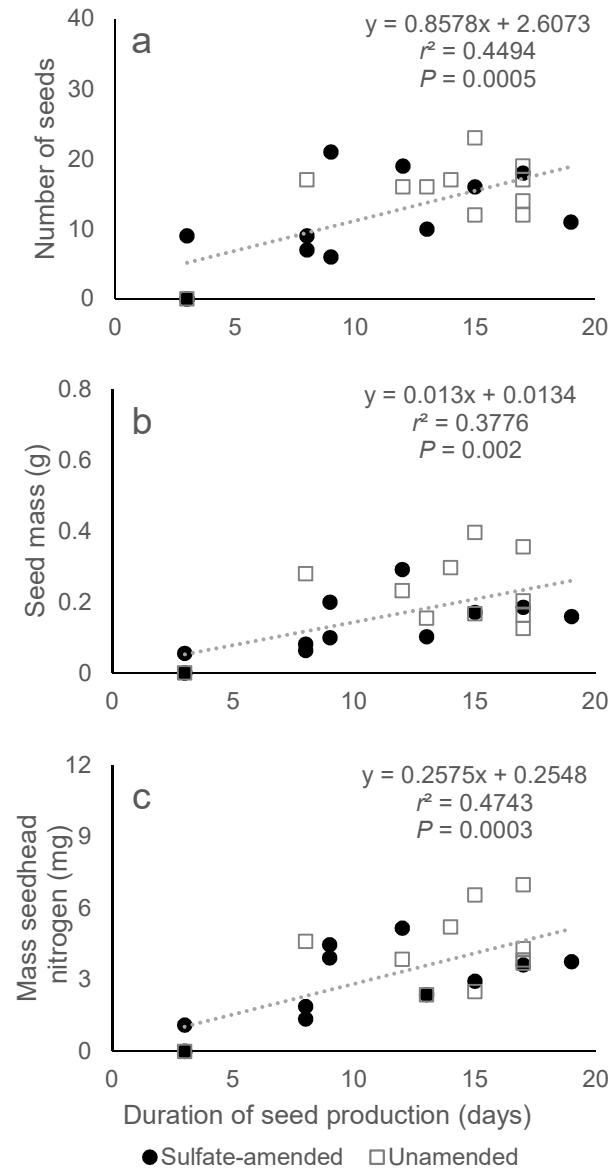 a
y = 0.8578x + 2.6073
r² = 0.4494
P = 0.0005
Number of seeds
40
30
20
10
0
0 5 10 15 20
b
y = 0.013x + 0.0134
r² = 0.3776
P = 0.002
Seed mass (g)
0.8
0.6
0.4
0.2
0
0 5 10 15 20
c
y = 0.2575x + 0.2548
r² = 0.4743
P = 0.0003
Mass seedhead
nitrogen (mg)
12
9
6
3
0
0 5 10 15 20
Duration of seed production (days)
Sulfate-amended Unamended